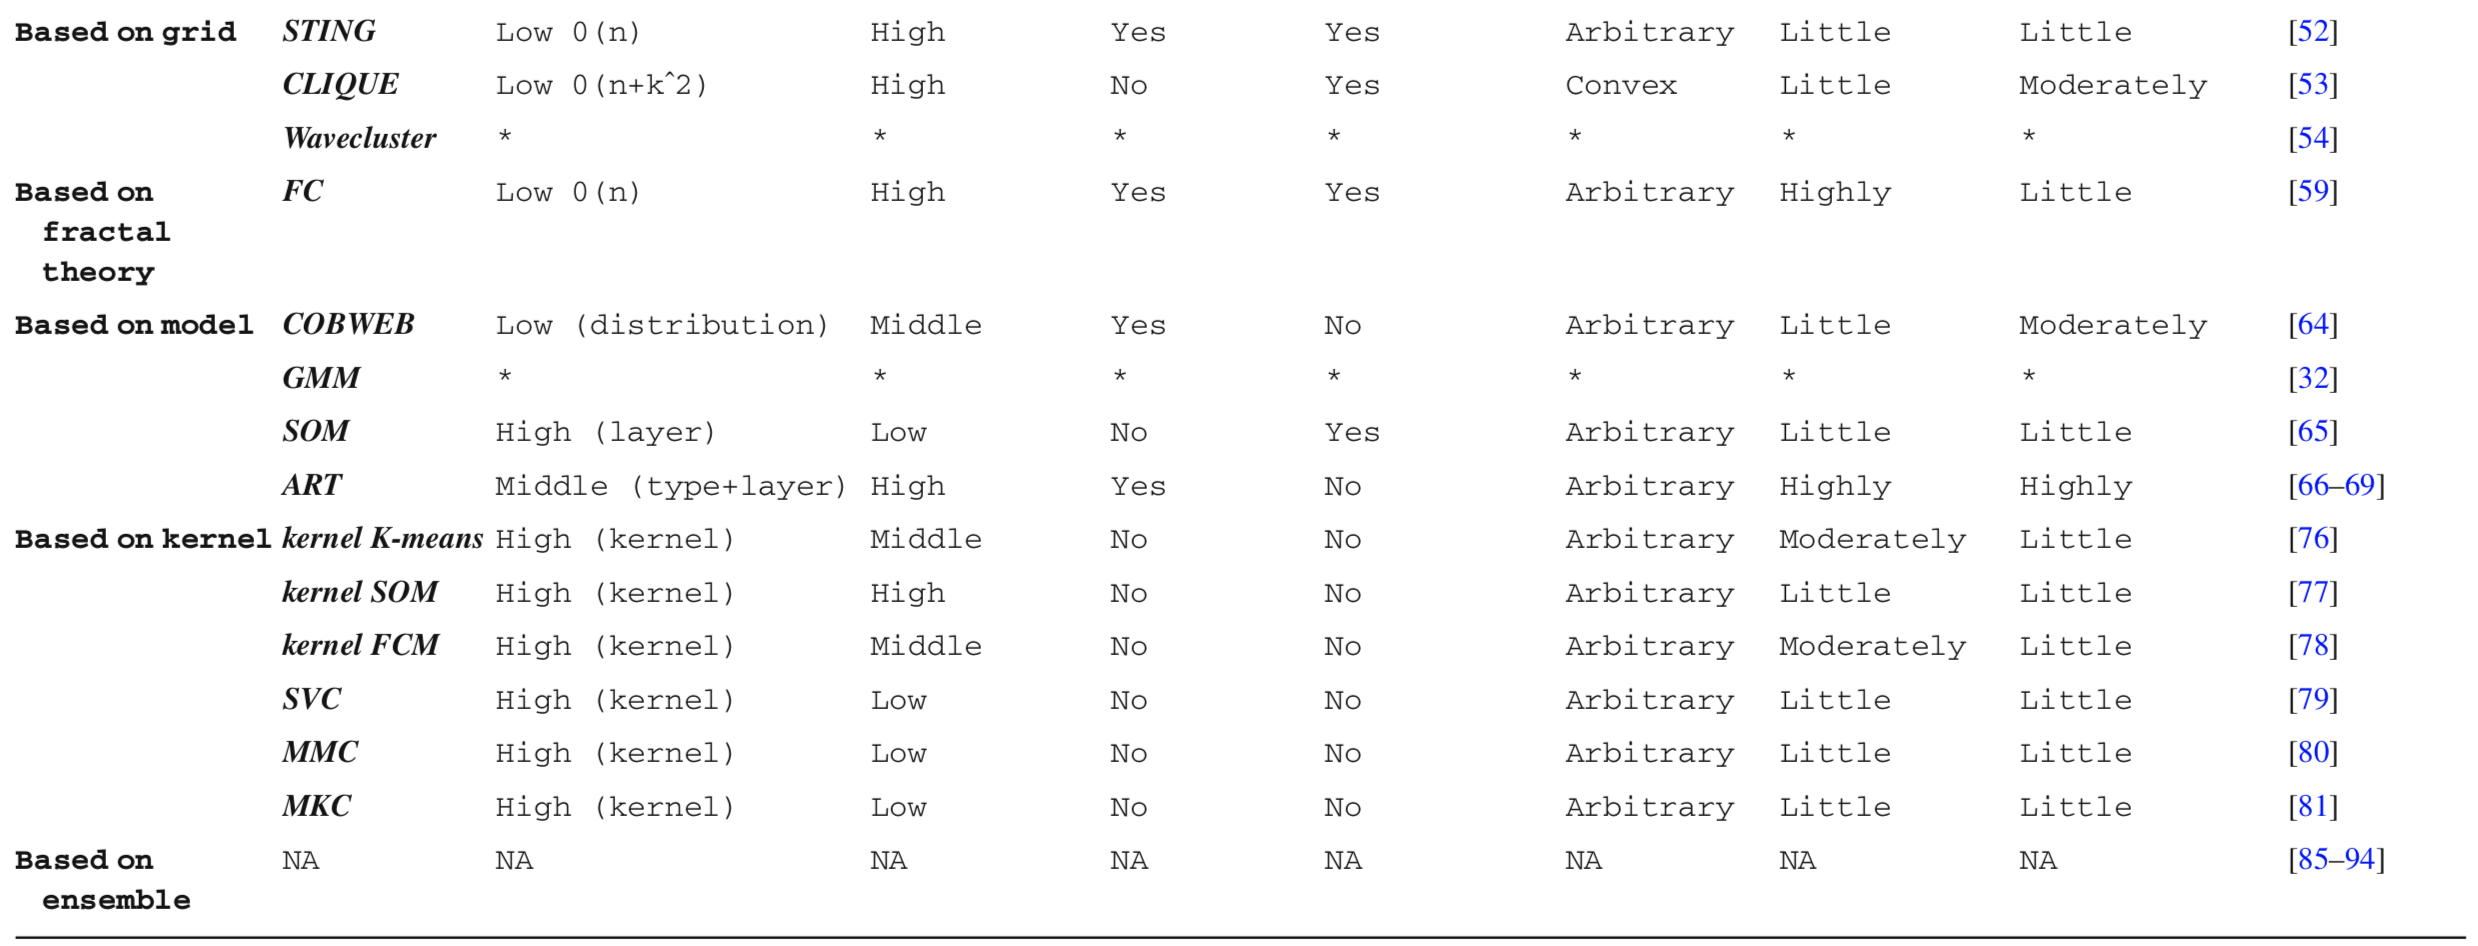 Based on grid STING Low 0(n) High Yes Yes Arbitrary Little Little [52]
CLIQUE Low 0(n+kˆ2) High No Yes Convex Little Moderately [53]
Wavecluster * * * * * * * [54]
Based on FC Low 0(n) High Yes Yes Arbitrary Highly Little [59]
fractal
theory
Based on model COBWEB Low (distribution) Middle Yes No Arbitrary Little Moderately [64]
GMM * * * * * * * [32]
SOM High (layer) Low No Yes Arbitrary Little Little [65]
ART Middle (type+layer) High Yes No Arbitrary Highly Highly [66–69]
Based on kernel kernel K-means High (kernel) Middle No No Arbitrary Moderately Little [76]
kernel SOM High (kernel) High No No Arbitrary Little Little [77]
kernel FCM High (kernel) Middle No No Arbitrary Moderately Little [78]
SVC High (kernel) Low No No Arbitrary Little Little [79]
MMC High (kernel) Low No No Arbitrary Little Little [80]
MKC High (kernel) Low No No Arbitrary Little Little [81]
Based on NA NA NA NA NA NA NA NA [85–94]
ensemble